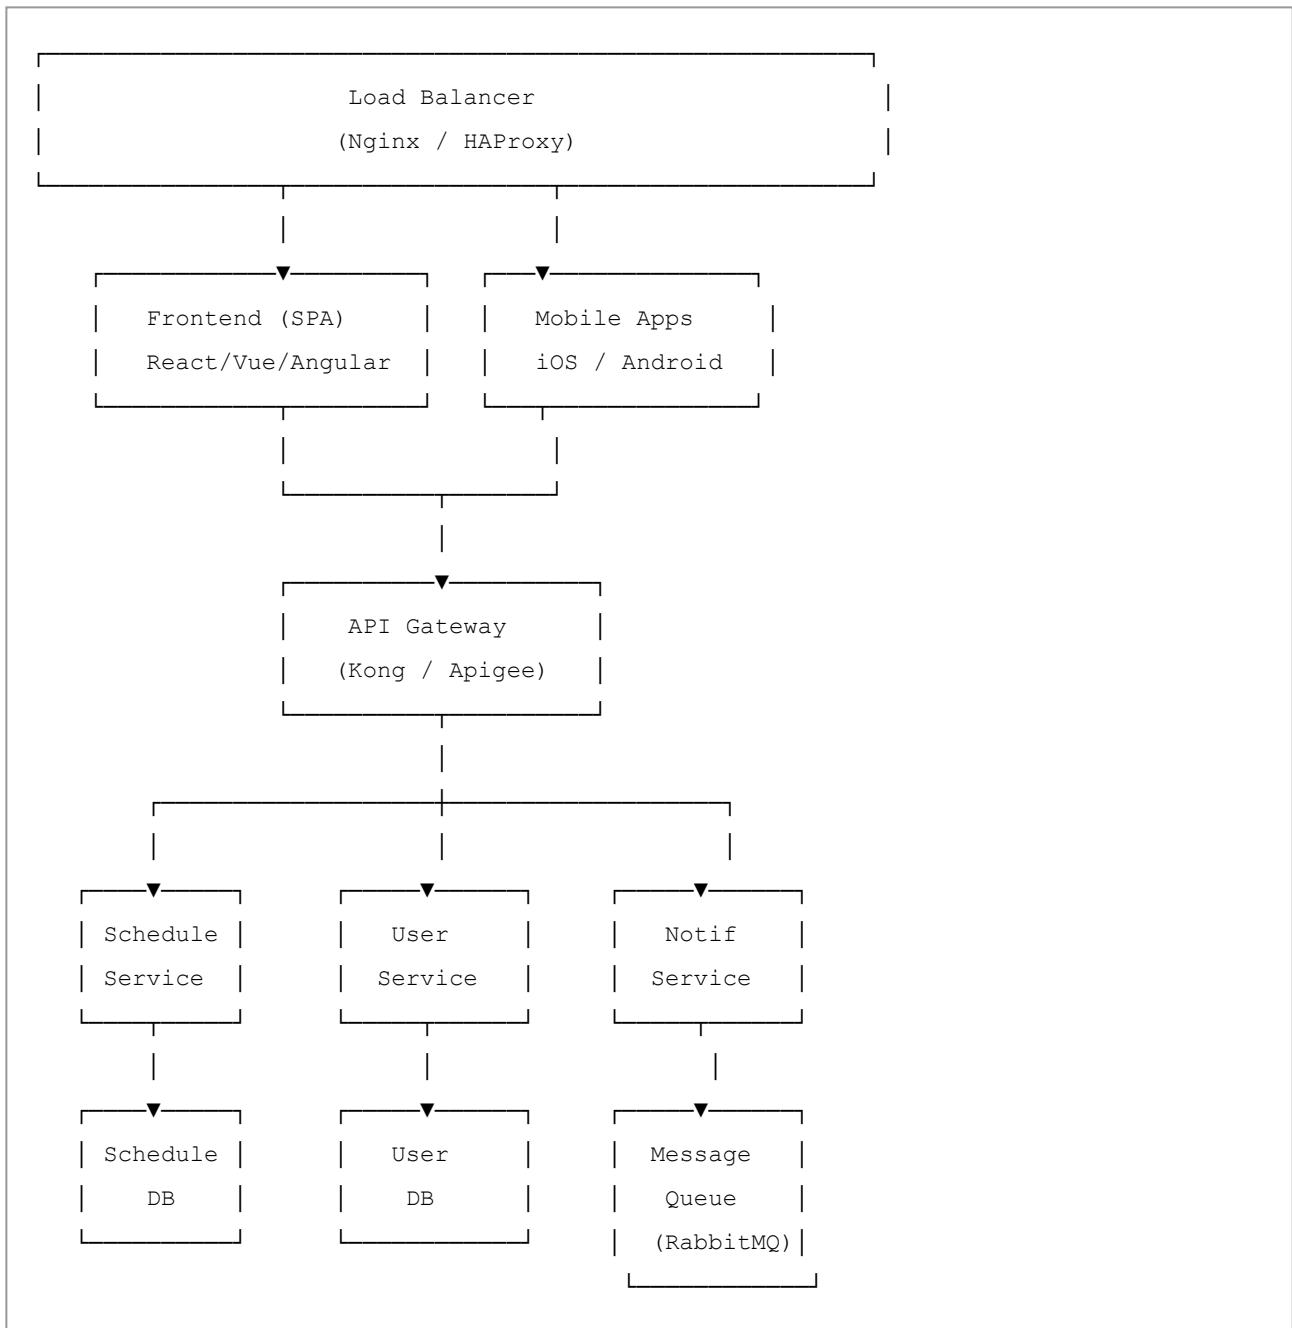 Load Balancer
(Nginx / HAProxy)
Frontend (SPA) Mobile Apps
React/Vue/Angular iOS / Android
API Gateway
(Kong / Apigee)
Schedule User Notif
Service Service Service
Schedule User Message
DB DB Queue
(RabbitMQ)